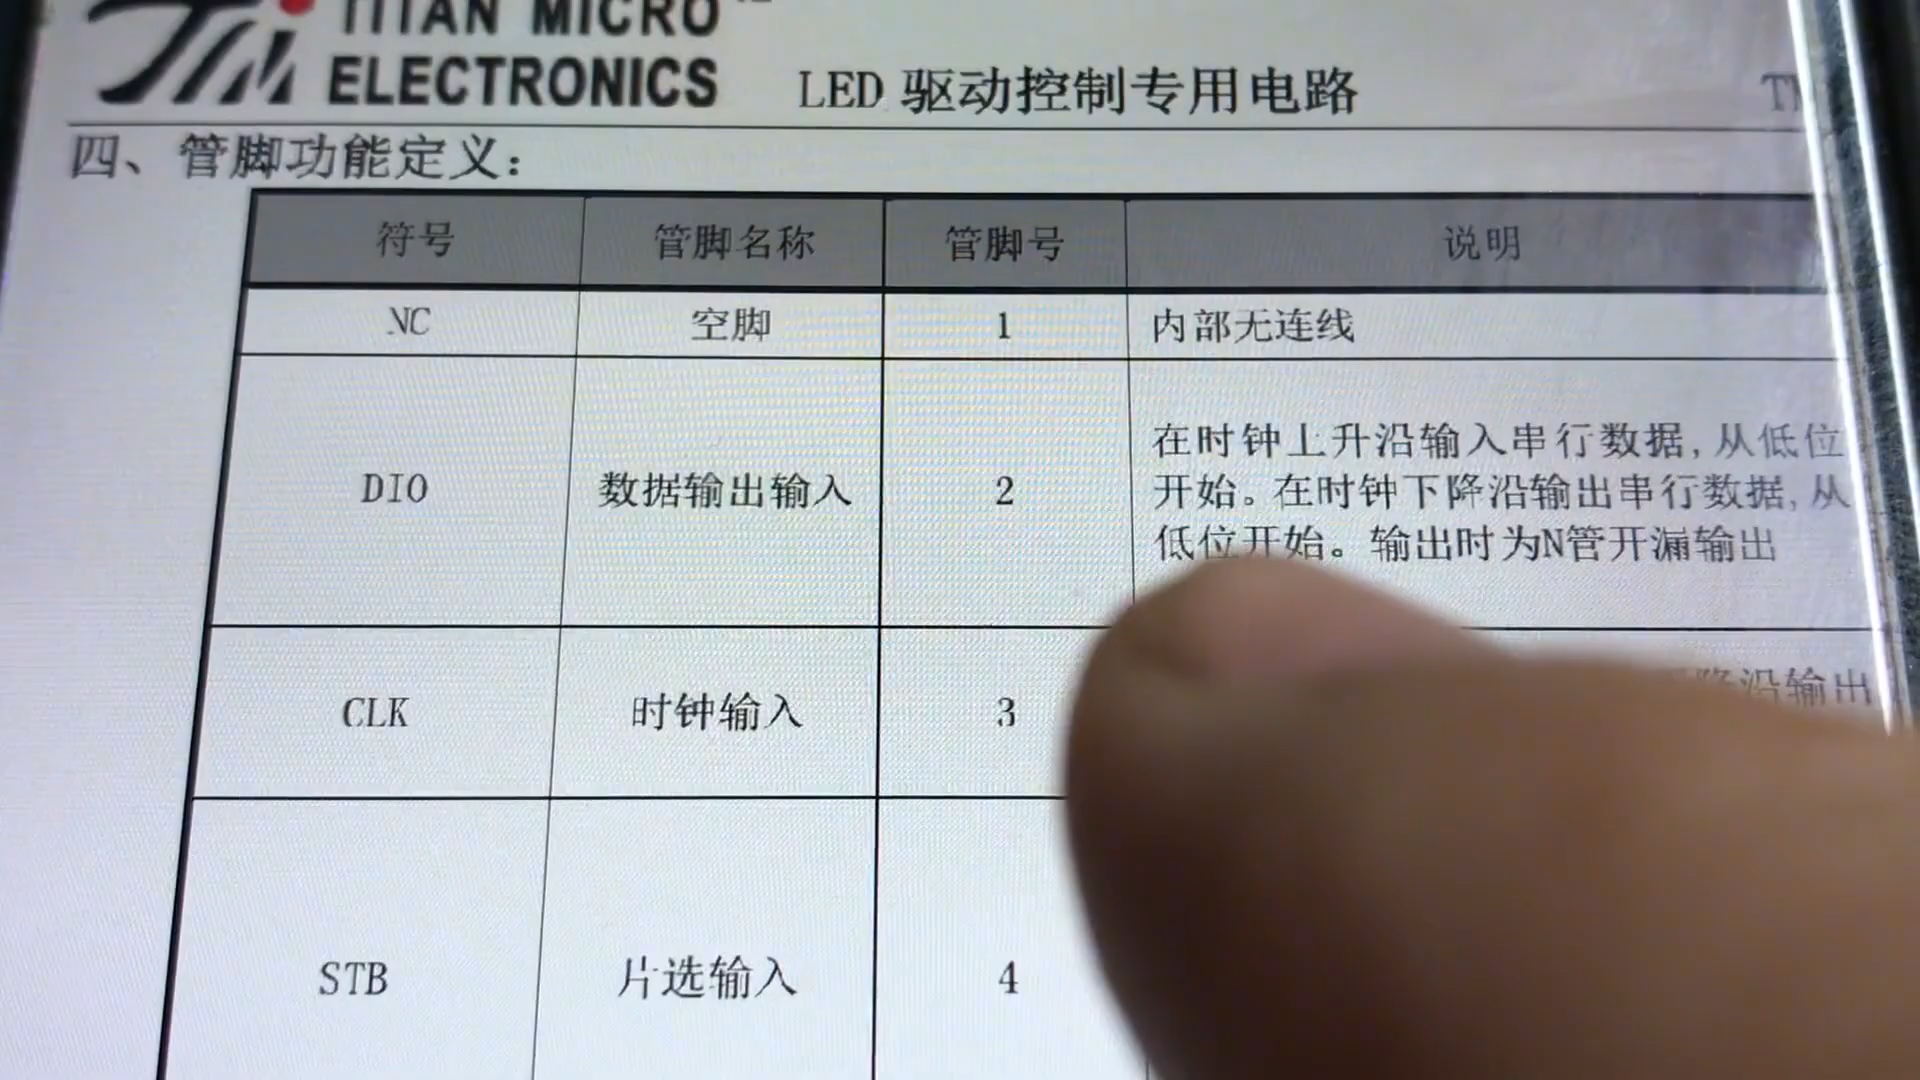 TITAN MICRO
ELECTRONICS
LED 驱动控制专用电路
四、管脚功能定义：
符号 管脚名称 管脚号 说明
NC 空脚 1 内部无连线
DIO 数据输出输入 2
在时钟上升沿输入串行数据,从低位
开始。在时钟下降沿输出串行数据,从
低位开始。输出时为N管开漏输出
CLK 时钟输入 3
降沿输出
STB 片选输入 4